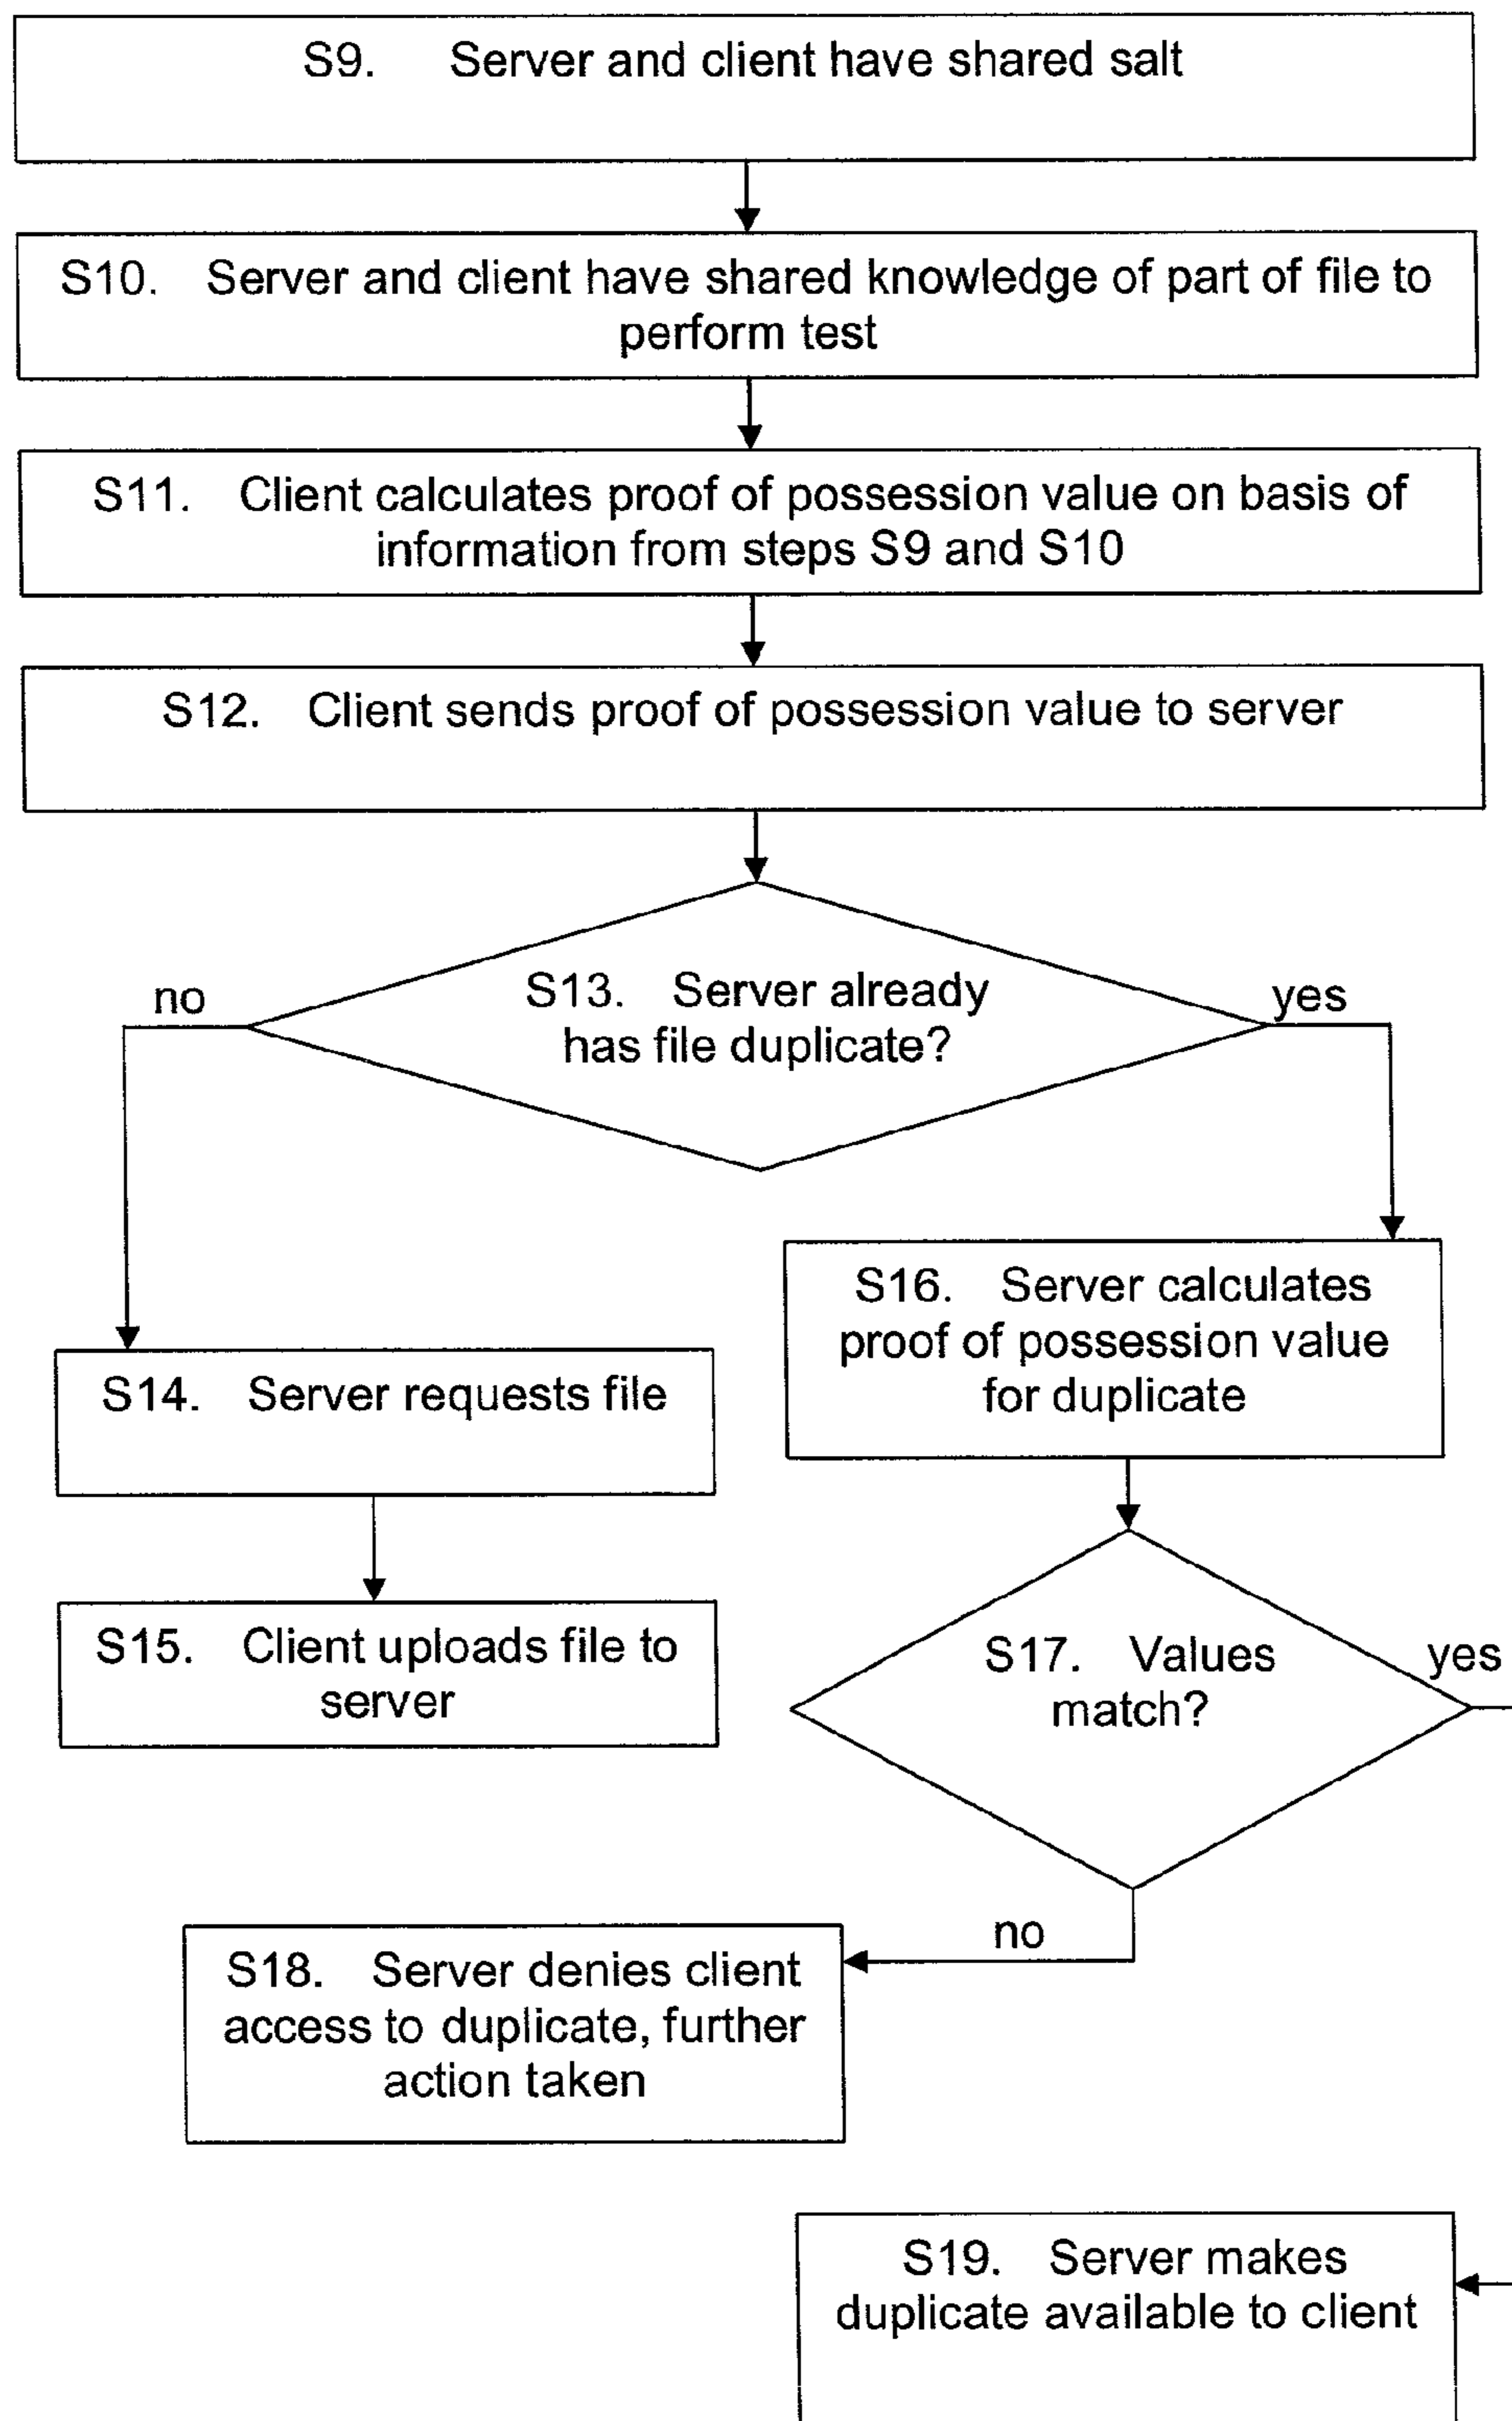 S9. Server and client have shared salt
S10. Server and client have shared knowledge of part of file to
perform test
S11. Client calculates proof of possession value on basis of
information from steps S9 and S10
S12. Client sends proof of possession value to server
S13. Server already
has file duplicate?
no
yes
S14. Server requests file
S15. Client uploads file to
server
S16. Server calculates
proof of possession value
for duplicate
S17. Values
match?
yes
no
S18. Server denies client
access to duplicate, further
action taken
S19. Server makes
duplicate available to client